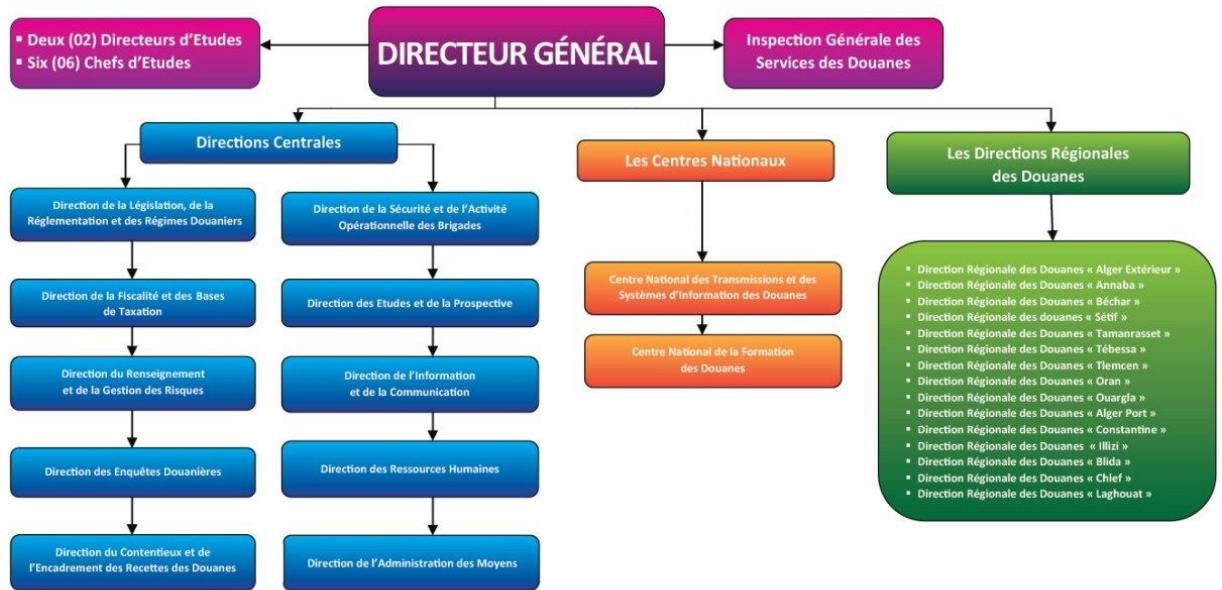 ▪ Deux (02) Directeurs d'Etudes
▪ Six (06) Chefs d'Etudes
DIRECTEUR GÉNÉRAL
Inspection Générale des
Services des Douanes
Directions Centrales
Direction de la Législation, de la
Réglementation et des Régimes Douaniers
Direction de la Fiscalité et des Bases
de Taxation
Direction du Renseignement
et de la Gestion des Risques
Direction des Enquêtes Douanières
Direction du Contentieux et de
l'Encadrement des Recettes des Douanes
Direction de la Sécurité et de l'Activité
Opérationnelle des Brigades
Direction des Etudes et de la Prospective
Direction de l'Information
et de la Communication
Direction des Ressources Humaines
Direction de l'Administration des Moyens
Les Centres Nationaux
Centre National des Transmissions et des
Systèmes d'Information des Douanes
Centre National de la Formation
des Douanes
Les Directions Régionales
des Douanes
▪ Direction Régionale des Douanes « Alger Extérieur »
▪ Direction Régionale des Douanes « Annaba »
▪ Direction Régionale des Douanes « Béchar »
▪ Direction Régionale des douanes « Sétif »
▪ Direction Régionale des Douanes « Tamanrasset »
▪ Direction Régionale des Douanes « Tébessa »
▪ Direction Régionale des Douanes « Tlemcen »
▪ Direction Régionale des Douanes « Oran »
▪ Direction Régionale des Douanes « Ouargla »
▪ Direction Régionale des Douanes « Alger Port »
▪ Direction Régionale des Douanes « Constantine »
▪ Direction Régionale des Douanes « Illizi »
▪ Direction Régionale des Douanes « Blida »
▪ Direction Régionale des Douanes « Chlef »
▪ Direction Régionale des Douanes « Laghouat »